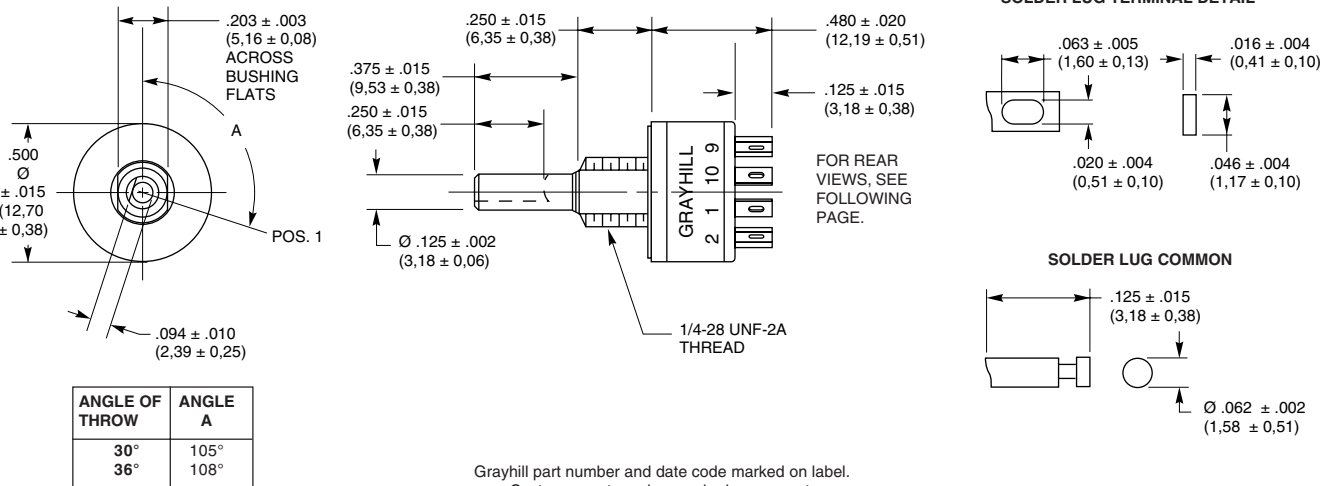 .203 ± .003
(5,16 ± 0,08)
ACROSS
BUSHING
FLATS
A
.500
Ø
± .015
(12,70
± 0,38)
POS. 1
.094 ± .010
(2,39 ± 0,25)
ANGLE OF THROW ANGLE A
30° 105°
36° 108°
.250 ± .015
(6,35 ± 0,38)
.480 ± .020
(12,19 ± 0,51)
.375 ± .015
(9,53 ± 0,38)
.250 ± .015
(6,35 ± 0,38)
.125 ± .015
(3,18 ± 0,38)
GRAYHILL
2 1 10 9
FOR REAR
VIEWS, SEE
FOLLOWING
PAGE.
Ø .125 ± .002
(3,18 ± 0,06)
1/4-28 UNF-2A
THREAD
Grayhill part number and date code marked on label.
SOLDER LUG TERMINAL DETAIL
.063 ± .005
(1,60 ± 0,13)
.016 ± .004
(0,41 ± 0,10)
.020 ± .004
(0,51 ± 0,10)
.046 ± .004
(1,17 ± 0,10)
SOLDER LUG COMMON
.125 ± .015
(3,18 ± 0,38)
Ø .062 ± .002
(1,58 ± 0,51)